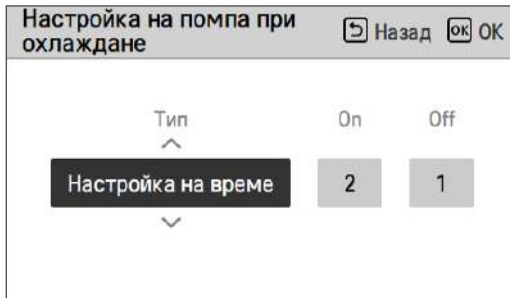 Настройка на помпа при
охлаждане
Назад OK OK
Тип On Off
Настройка на време 2 1